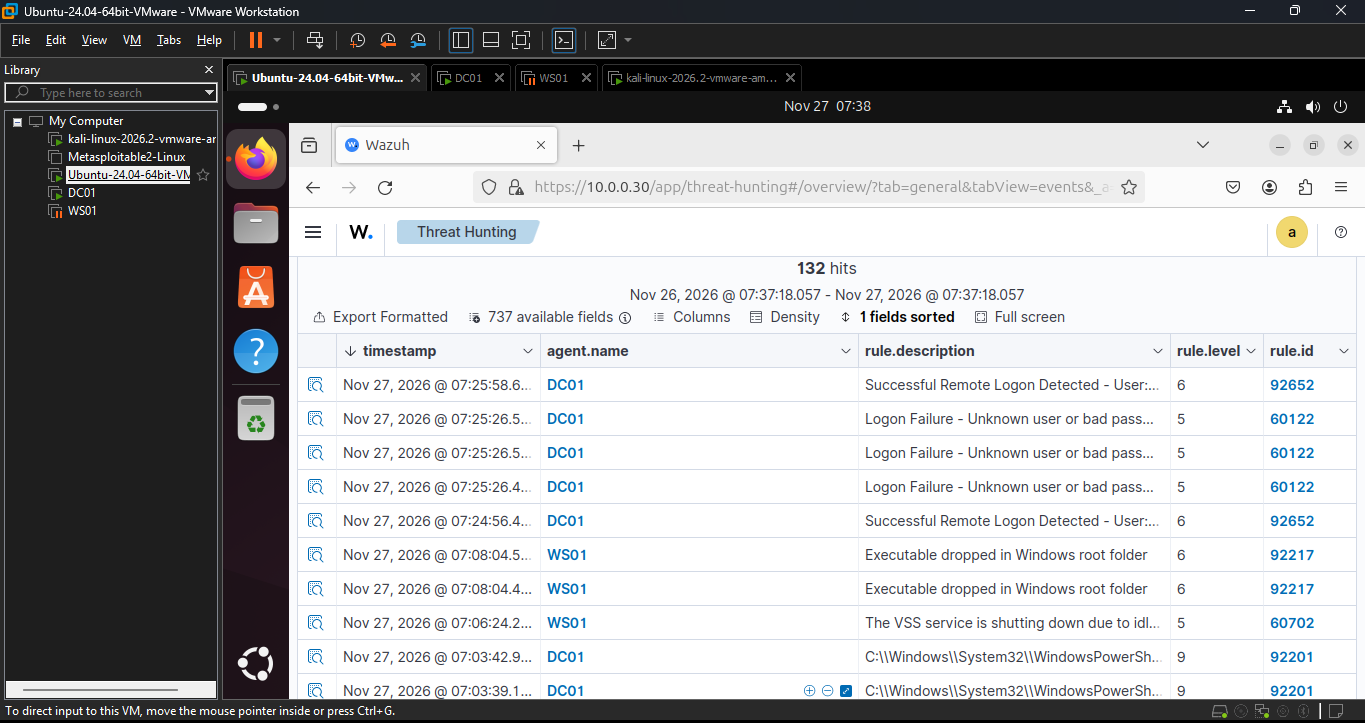 Ubuntu-24.04-64bit-VMware - VMware Workstation
File Edit View VM Tabs Help
Library
Type here to search
My Computer
kali-linux-2026.2-vmware-ar
Metasploitable2-Linux
Ubuntu-24.04-64bit-VM
DC01
WS01
Ubuntu-24.04-64bit-VMw... DC01 WS01 kali-linux-2026.2-vmware-am...
Nov 27 07:38
Wazuh
https://10.0.0.30/app/threat-hunting#/overview/?tab=general&tabView=events&_a
W. Threat Hunting a
132 hits
Nov 26, 2026 @ 07:37:18.057 - Nov 27, 2026 @ 07:37:18.057
Export Formatted 737 available fields Columns Density 1 fields sorted Full screen
timestamp agent.name rule.description rule.level rule.id
Nov 27, 2026 @ 07:25:58.6... DC01 Successful Remote Logon Detected - User:... 6 92652
Nov 27, 2026 @ 07:25:26.5... DC01 Logon Failure - Unknown user or bad pass... 5 60122
Nov 27, 2026 @ 07:25:26.5... DC01 Logon Failure - Unknown user or bad pass... 5 60122
Nov 27, 2026 @ 07:25:26.4... DC01 Logon Failure - Unknown user or bad pass... 5 60122
Nov 27, 2026 @ 07:24:56.4... DC01 Successful Remote Logon Detected - User:... 6 92652
Nov 27, 2026 @ 07:08:04.5... WS01 Executable dropped in Windows root folder 6 92217
Nov 27, 2026 @ 07:08:04.4... WS01 Executable dropped in Windows root folder 6 92217
Nov 27, 2026 @ 07:06:24.2... WS01 The VSS service is shutting down due to idl... 5 60702
Nov 27, 2026 @ 07:03:42.9... DC01 C:\\Windows\\System32\\WindowsPowerSh... 9 92201
Nov 27, 2026 @ 07:03:39.1... DC01 C:\\Windows\\System32\\WindowsPowerSh... 9 92201
To direct input to this VM, move the mouse pointer inside or press Ctrl+G.